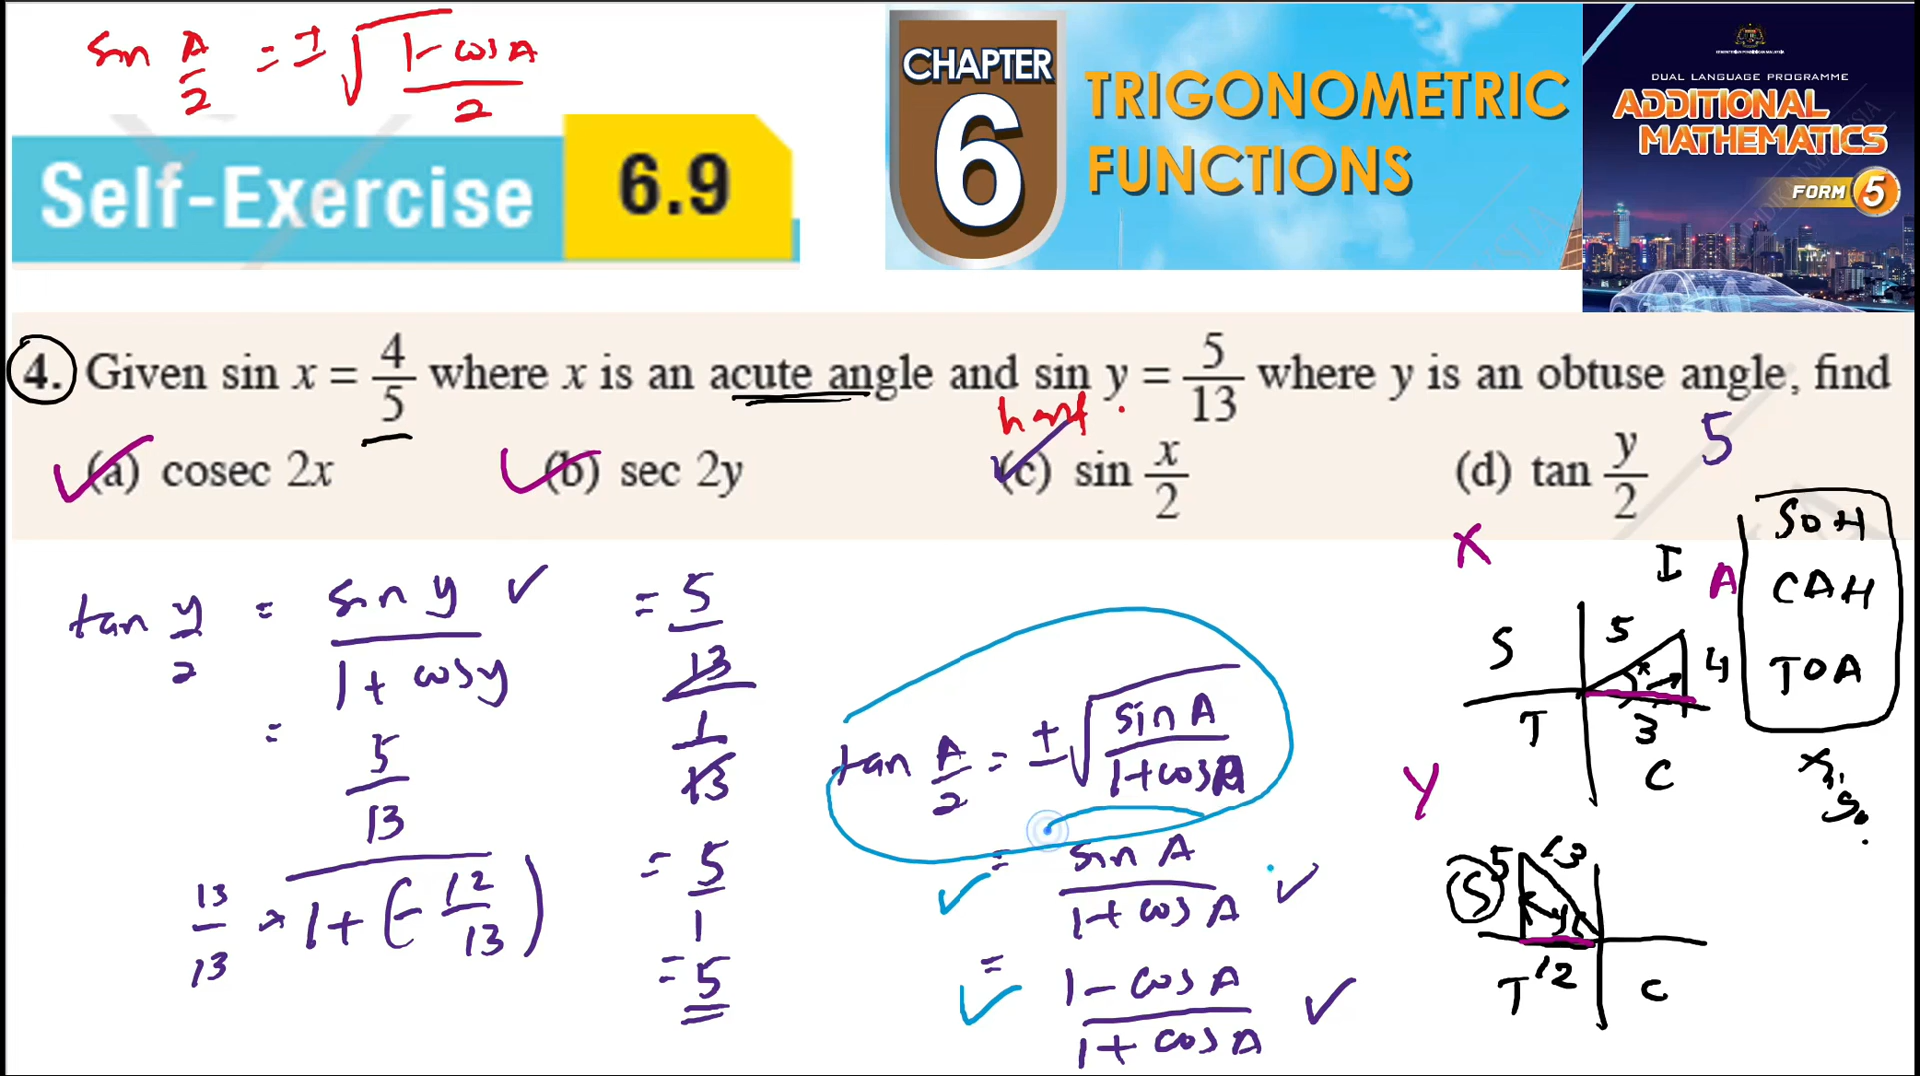 sin A/2 = ± √(1 - cos A / 2)
CHAPTER
6
TRIGONOMETRIC
FUNCTIONS
DUAL LANGUAGE PROGRAMME
ADDITIONAL
MATHEMATICS
FORM 5
Self-Exercise 6.9
4. Given sin x = 4/5 where x is an acute angle and sin y = 5/13 where y is an obtuse angle, find
(a) cosec 2x (b) sec 2y (c) sin x/2 (d) tan y/2 5
tan y/2 = sin y / 1 + cos y
= 5/13 / 1 + (- 12/13)
13/13 ×
= 5/13 / 1/13
= 5/1
= 5
tan A/2 = ± √(sin A / 1 + cos A)
= sin A / 1 + cos A
= 1 - cos A / 1 + cos A
X
I
S A
T C
5 x 4
3
SOH
CAH
TOA
Y
S 5 13
y
T 12 C